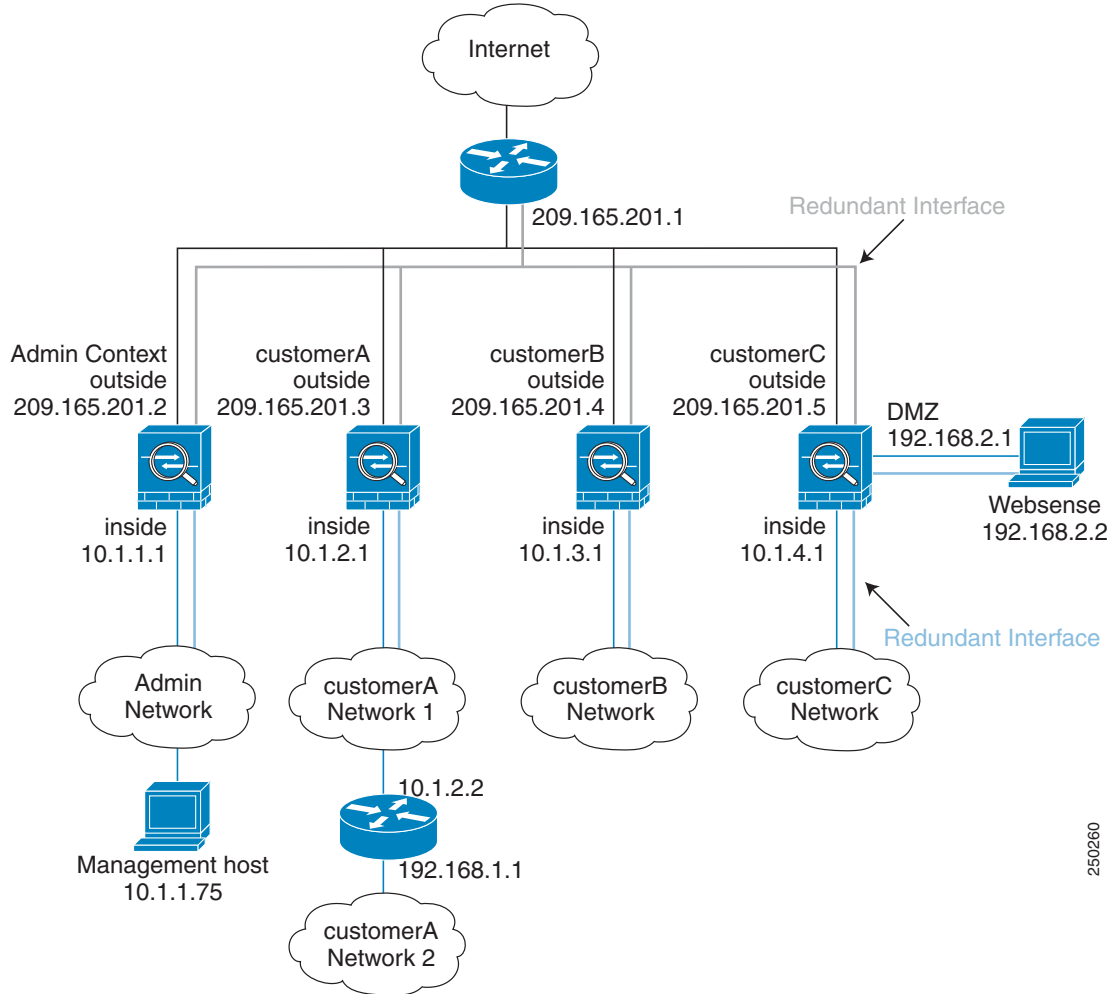 Internet
209.165.201.1
Redundant Interface
Admin Context
outside
209.165.201.2
customerA
outside
209.165.201.3
customerB
outside
209.165.201.4
customerC
outside
209.165.201.5
DMZ
192.168.2.1
Websense
192.168.2.2
inside
10.1.1.1
inside
10.1.2.1
inside
10.1.3.1
inside
10.1.4.1
Redundant Interface
Admin
Network
customerA
Network 1
customerB
Network
customerC
Network
10.1.2.2
192.168.1.1
Management host
10.1.1.75
customerA
Network 2
250260